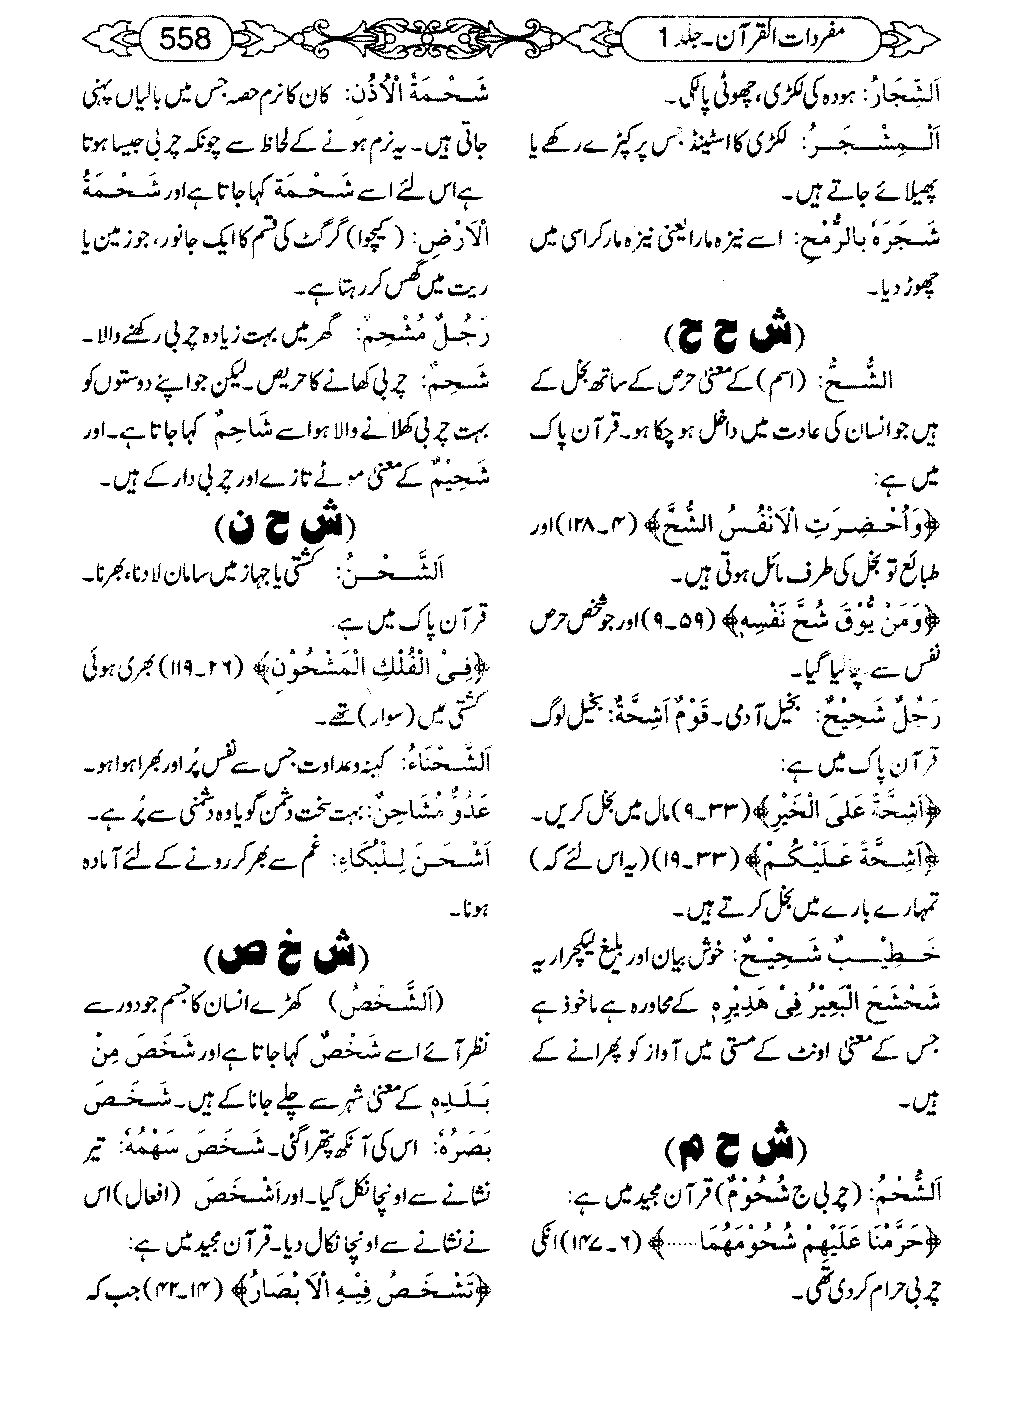 مفردات القرآن۔جلد 1
558
اَلشِّجَارُ: ہودہ کی لکڑی، چھوٹی پالکی۔
اَلْمِشْجَرُ: لکڑی کا اسٹینڈ جس پر کپڑے رکھے یا
پھیلائے جاتے ہیں۔
شَجَرَہٗ بِالرُّمْحِ: اسے نیزہ مارا یعنی نیزہ مار کر اسی میں
چھوڑ دیا۔
(ش ح ح)
الشُّحُّ: (اسم) کے معنی حرص کے ساتھ بخل کے
ہیں جو انسان کی عادت میں داخل ہو چکا ہو۔ قرآن پاک
میں ہے:
﴿وَاُحْضِرَتِ الْاَنْفُسُ الشُّحَّ﴾ (۴۔۱۲۸) اور
طبائع تو بخل کی طرف مائل ہوتی ہیں۔
﴿وَمَنْ یُّوْقَ شُحَّ نَفْسِہٖ﴾ (۵۹۔۹) اور جو شخص حرص
نفس سے بچا لیا گیا۔
رَجُلٌ شَحِیْحٌ: بخیل آدمی۔ قَوْمٌ اَشِحَّۃٌ: بخیل لوگ
قرآن پاک میں ہے:
﴿اَشِحَّۃً عَلَی الْخَیْرِ﴾ (۳۳۔۹) مال میں بخل کریں۔
﴿اَشِحَّۃً عَلَیْکُمْ﴾ (۳۳۔۱۹) (یہ اس لئے کہ)
تمہارے بارے میں بخل کرتے ہیں۔
خَطِیْبٌ شَحِیْحٌ: خوش بیان اور بلیغ لیکچرار یہ
شَحْشَحَ الْبَعِیْرُ فِیْ ھَدِیْرِہٖ کے محاورہ سے ماخوذ ہے
جس کے معنی اونٹ کے مستی میں آواز کو پھرانے کے
ہیں۔
(ش ح م)
اَلشُّحْمُ: (چربی ج شُحُوْمٌ) قرآن مجید میں ہے:
﴿حَرَّمْنَا عَلَیْھِمْ شُحُوْمَھُمَا......﴾ (۶۔۱۴۷) انکی
چربی حرام کر دی تھی۔
شَحْمَۃُ الْاُذُنِ: کان کا نرم حصہ جس میں بالیاں پہنی
جاتی ہیں۔ یہ نرم ہونے کے لحاظ سے چونکہ چربی جیسا ہوتا
ہے اس لئے اسے شَحْمَۃ کہا جاتا ہے اور شَحْمَۃُ
الْاَرْضِ: (کیچوا) گرگٹ کی قسم کا ایک جانور، جو زمین یا
ریت میں گھس کر رہتا ہے۔
رَجُلٌ مُشْحِمٌ: گھر میں بہت زیادہ چربی رکھنے والا۔
شَحِمٌ: چربی کھانے کا حریص۔ لیکن جو اپنے دوستوں کو
بہت چربی کھلانے والا ہو اسے شَاحِمٌ کہا جاتا ہے۔ اور
شَحِیْمٌ کے معنی موٹے تازے اور چربی دار کے ہیں۔
(ش ح ن)
اَلشَّحْنُ: کشتی یا جہاز میں سامان لادنا، بھرنا۔
قرآن پاک میں ہے:
﴿فِیْ الْفُلْکِ الْمَشْحُوْنِ﴾ (۲۶۔۱۱۹) بھری ہوئی
کشتی میں (سوار) تھے۔
اَلشَّحْنَاءُ: کینہ و عداوت جس سے نفس پُر اور بھرا ہوا ہو۔
عَدُوٌّ مُشَاحِنٌ: بہت سخت دشمن گویا وہ دشمنی سے پُر ہے۔
اَشْحَنَ لِلْبُکَاءِ: غم سے بھر کر رونے کے لئے آمادہ
ہونا۔
(ش خ ص)
(اَلشَّخْصُ) کھڑے انسان کا جسم جو دور سے
نظر آئے اسے شَخْصٌ کہا جاتا ہے اور شَخَصَ مِنْ
بَلَدِہٖ کے معنی شہر سے چلے جانا کے ہیں۔ شَخَصَ
بَصَرُہٗ: اس کی آنکھ پتھرا گئی۔ شَخَصَ سَھْمُہٗ: تیر
نشانے سے اونچا نکل گیا۔ اور اَشْخَصَ (افعال) اس
نے نشانے سے اونچا نکال دیا۔ قرآن مجید میں ہے:
﴿تَشْخَصُ فِیْہِ الْاَبْصَارُ﴾ (۱۴۔۴۲) جب کہ